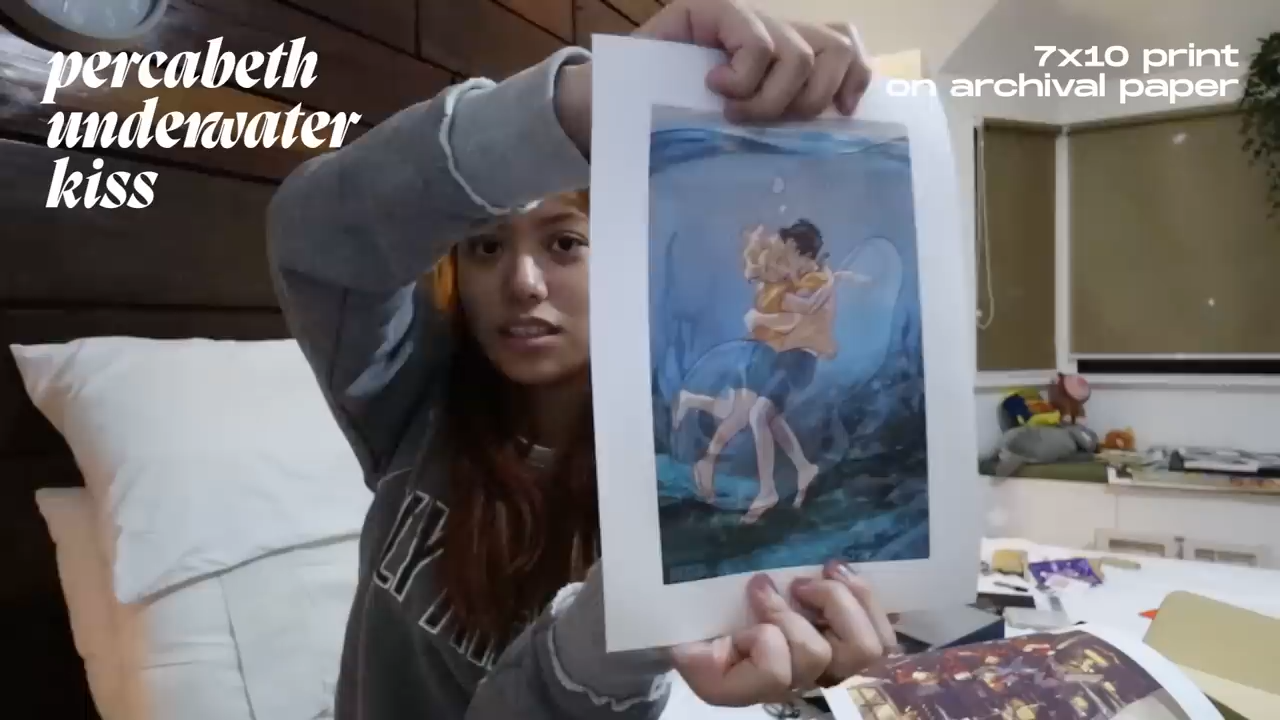 percabeth
underwater
kiss
7x10 print
on archival paper